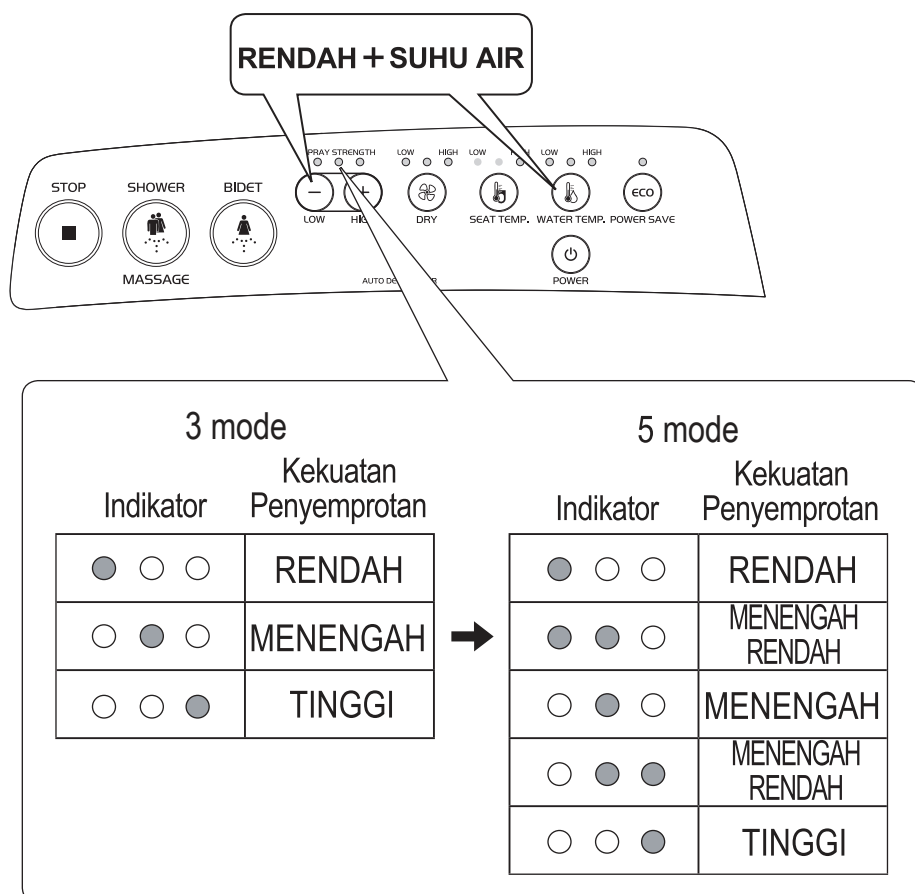 RENDAH + SUHU AIR
PRAY STRENGTH
LOW HIGH
LOW
LOW HIGH
STOP
SHOWER
BIDET
LOW
DRY
SEAT TEMP.
WATER TEMP.
POWER SAVE
ECO
MASSAGE
POWER
3 mode
Indikator
Kekuatan
Penyemprotan
RENDAH
MENENGAH
TINGGI
5 mode
Indikator
Kekuatan
Penyemprotan
RENDAH
MENENGAH
RENDAH
MENENGAH
MENENGAH
RENDAH
TINGGI